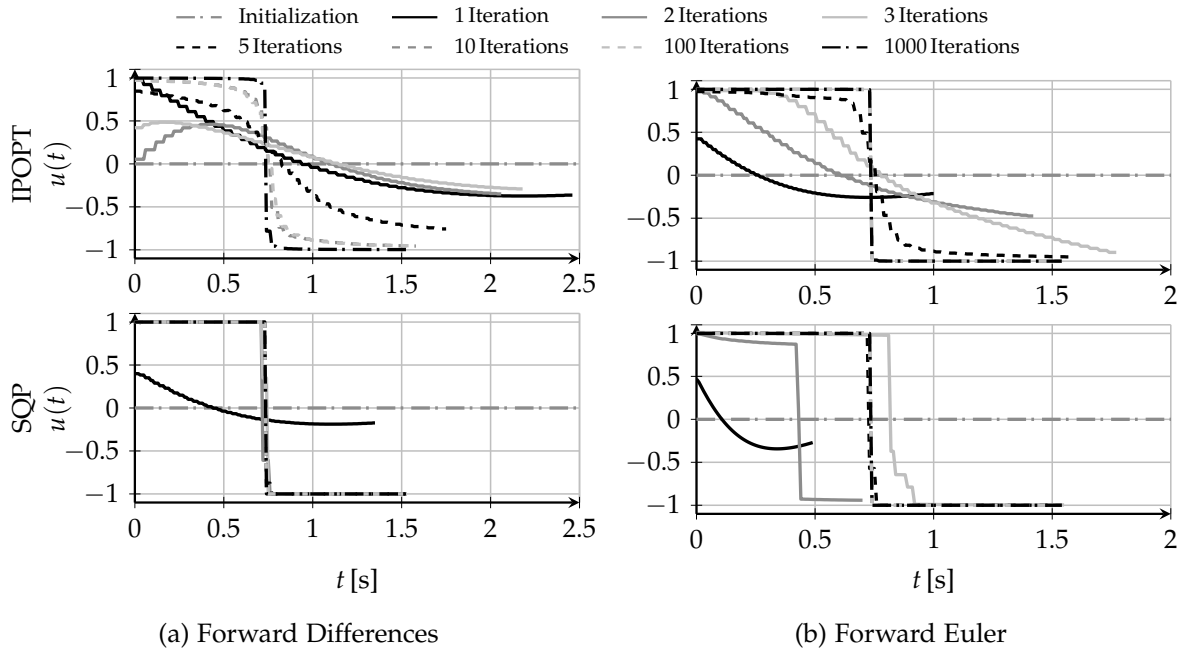 Initialization 1 Iteration 2 Iterations 3 Iterations
5 Iterations 10 Iterations 100 Iterations 1000 Iterations
IPOPT
u(t)
1
0.5
0
−0.5
−1
0 0.5 1 1.5 2 2.5
1
0.5
0
−0.5
−1
0 0.5 1 1.5 2
SQP
u(t)
1
0.5
0
−0.5
−1
0 0.5 1 1.5 2 2.5
t [s]
1
0.5
0
−0.5
−1
0 0.5 1 1.5 2
t [s]
(a) Forward Differences
(b) Forward Euler